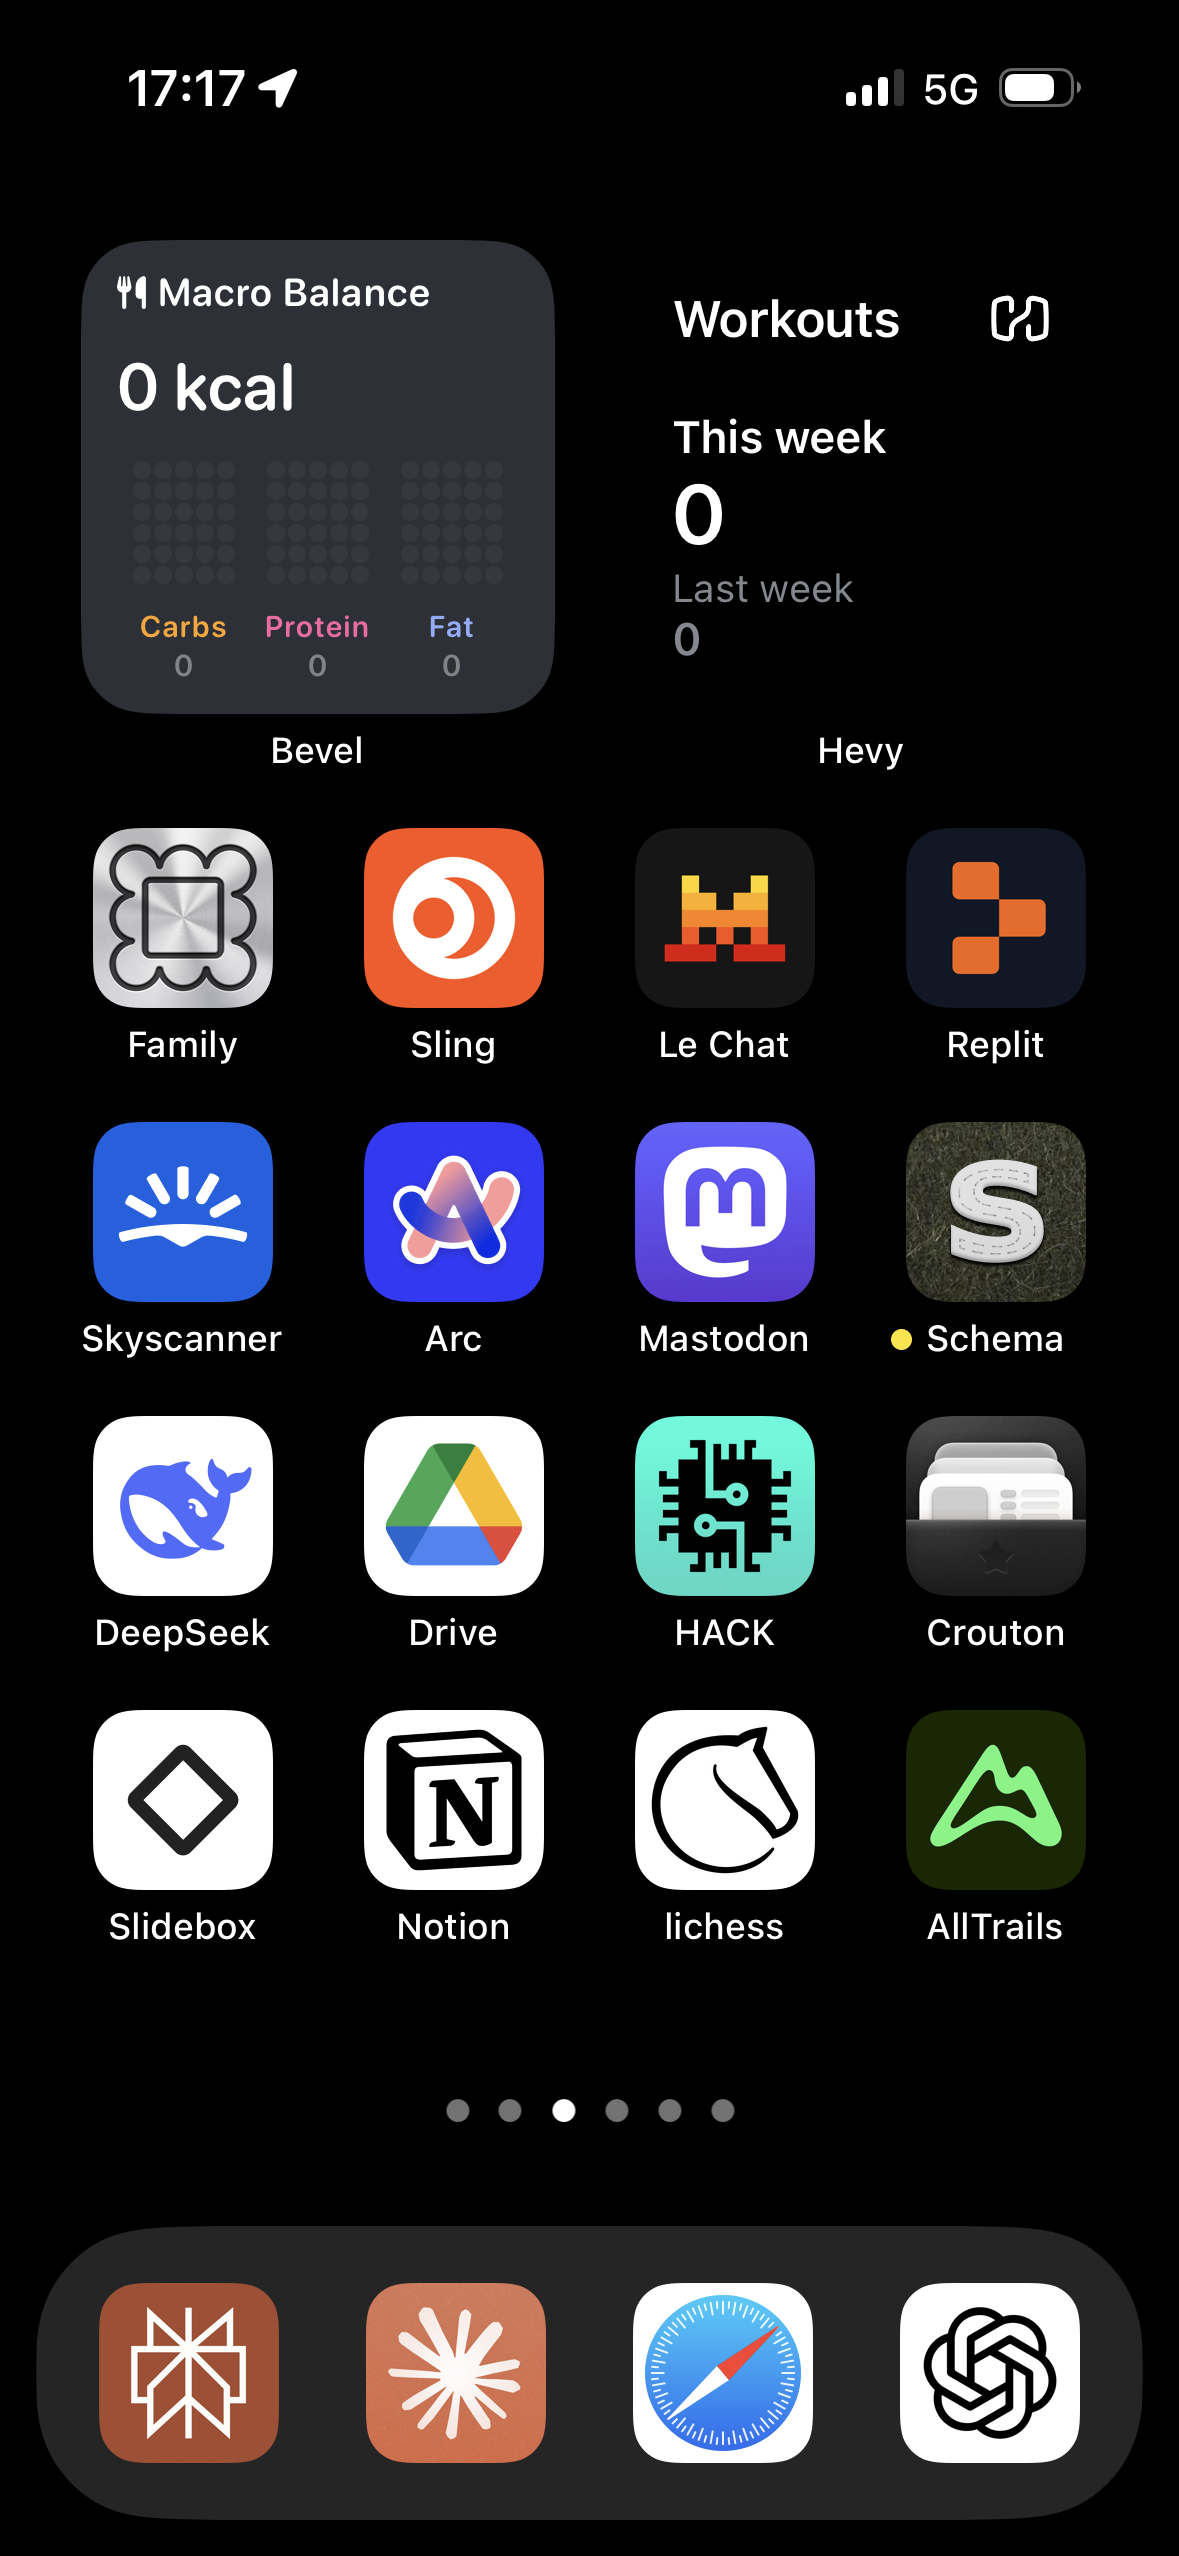 17:17
5G
Macro Balance
0 kcal
Carbs Protein Fat
0 0 0
Bevel
Workouts
This week
0
Last week
0
Hevy
Family Sling Le Chat Replit
Skyscanner Arc Mastodon Schema
DeepSeek Drive HACK Crouton
N
Slidebox Notion lichess AllTrails